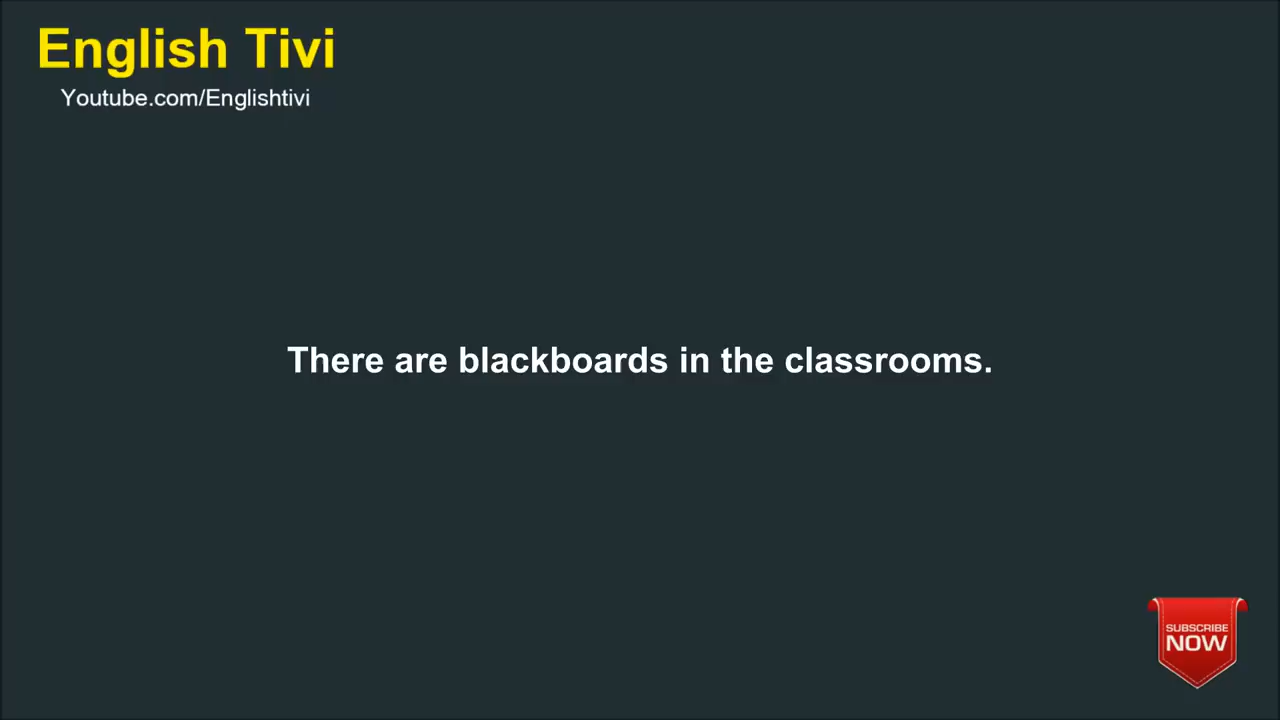 English Tivi
Youtube.com/Englishtivi
There are blackboards in the classrooms.
SUBSCRIBE
NOW